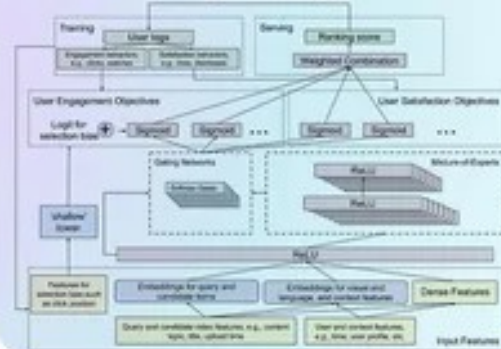 Training
Serving
User logs
Ranking score
Engagement behaviors,
e.g., clicks, watches
Satisfaction behaviors,
e.g., likes, dismissals
Weighted Combination
User Engagement Objectives
User Satisfaction Objectives
Logit for
selection bias
+
Sigmoid
Sigmoid
...
Sigmoid
Sigmoid
...
Gating Networks
Mixture-of-Experts
Softmax Gates
ReLU
ReLU
'shallow'
tower
ReLU
Features for
selection bias such
as click position
Embeddings for query and
candidate items
Embeddings for visual and
language, and context features
Dense Features
Query and candidate video features, e.g., content
topic, title, upload time
User and context features,
e.g., time, user profile, etc.
Input Features